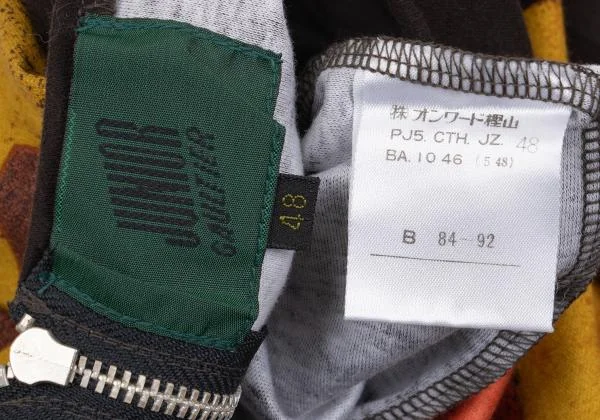 JUNIOR
GAULTIER
48
㈱ オンワード樫山
PJ5. CTH. JZ. 48
BA. 10 46 (5 48)
B 84-92